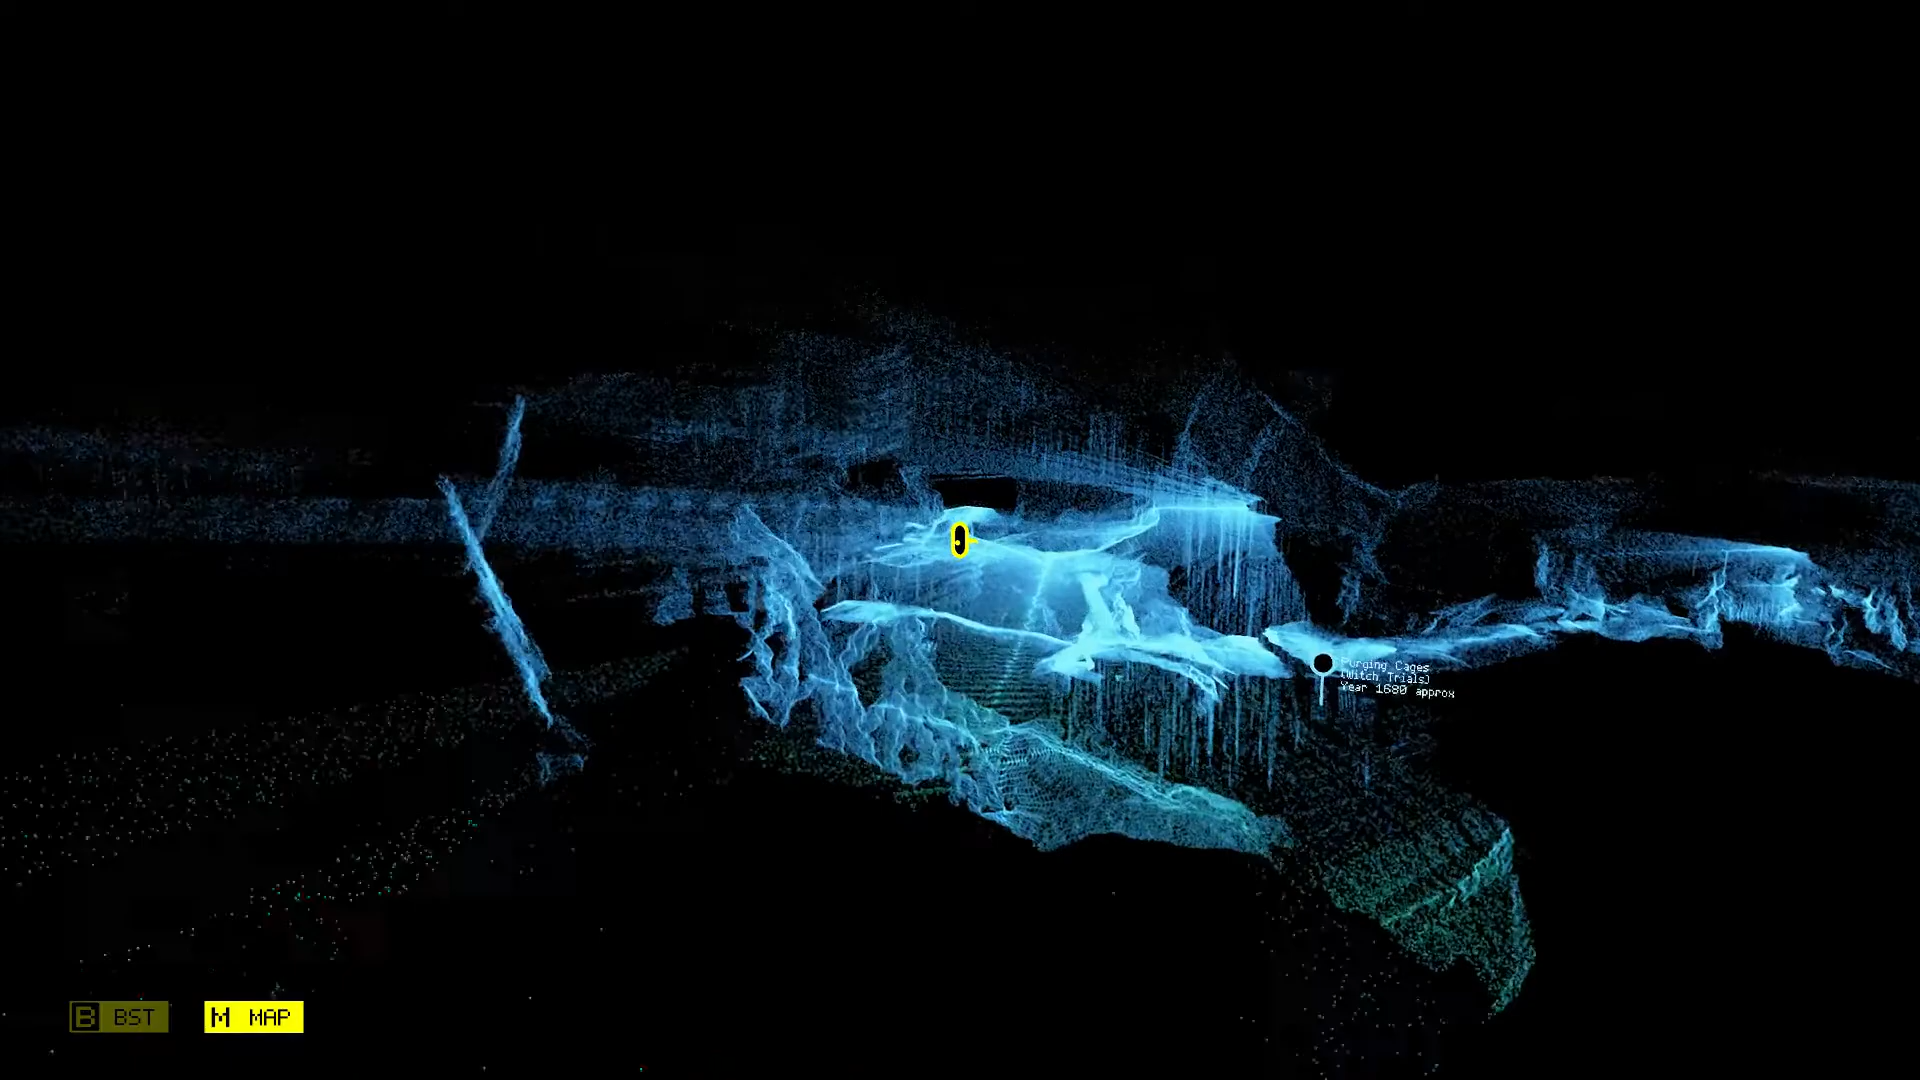 Purging Cages
(Witch Trials)
Year 1680 approx
B BST M MAP